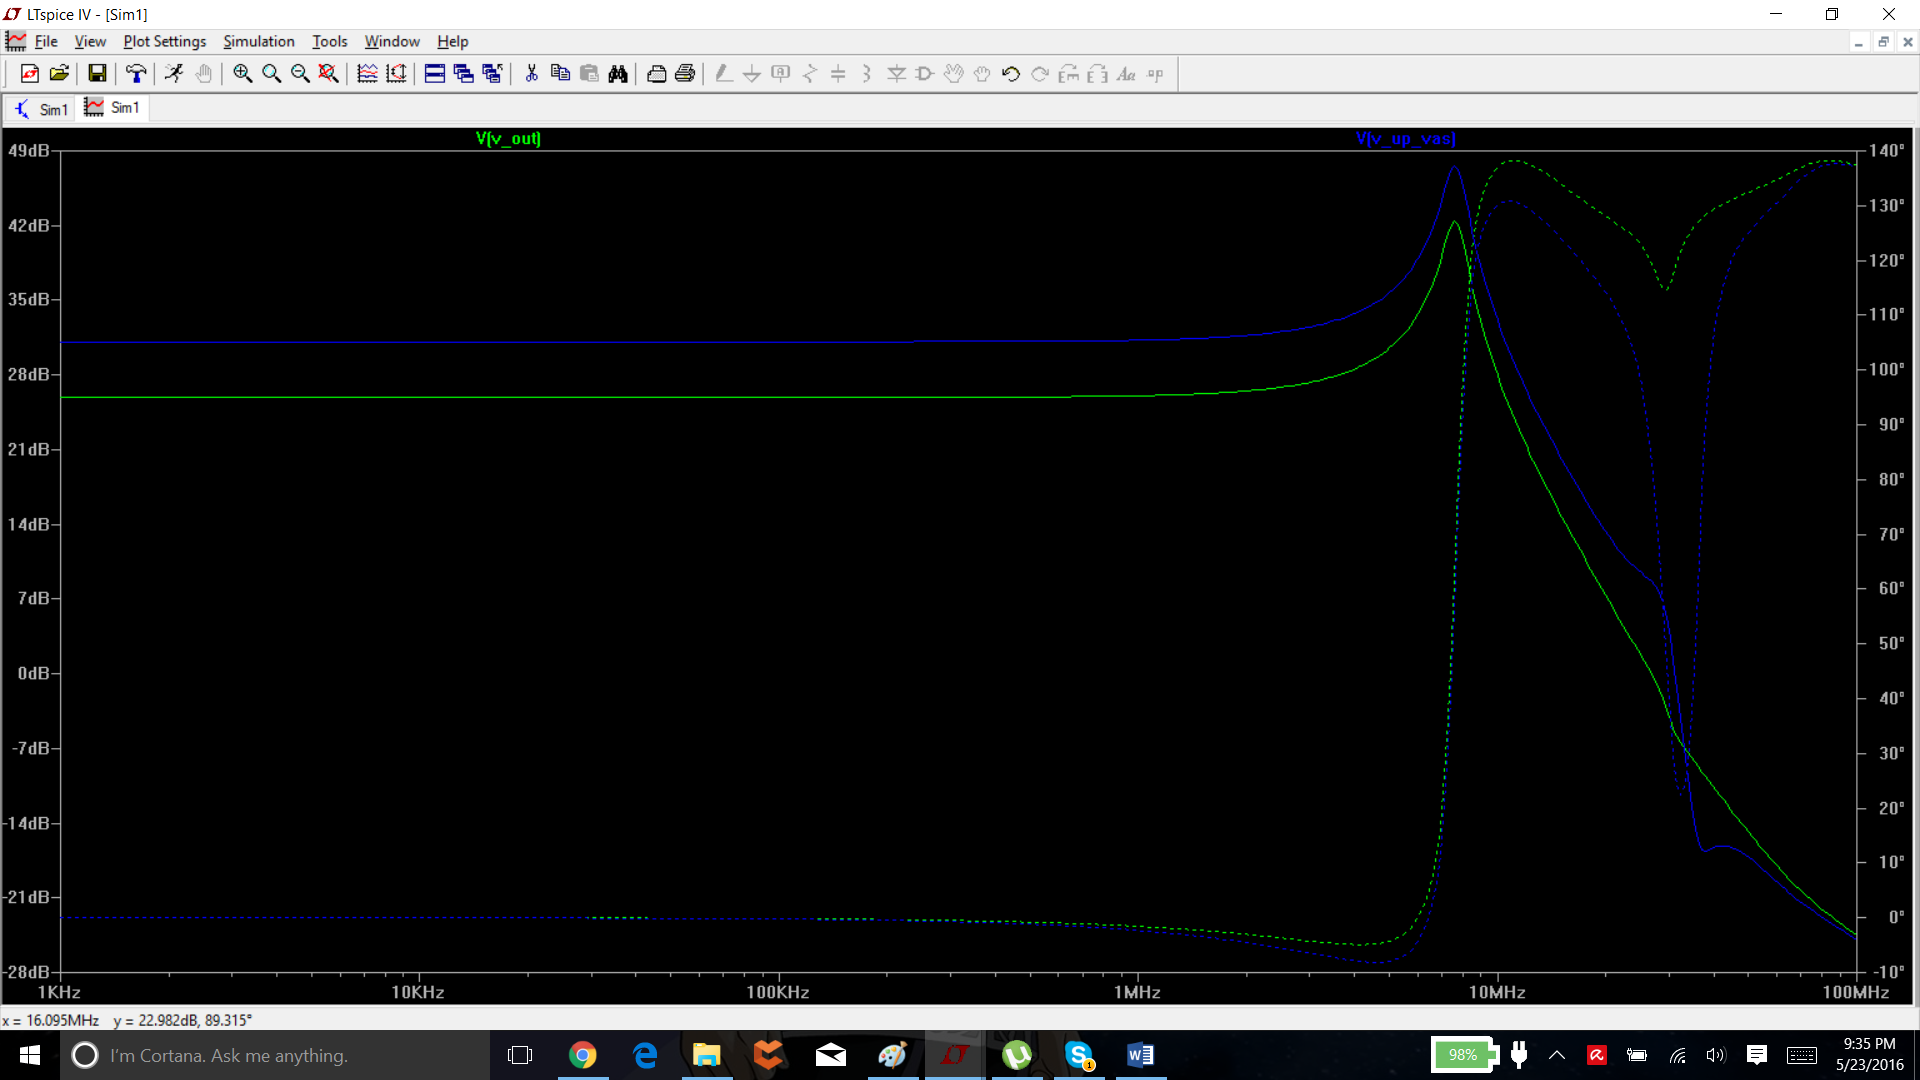 LTspice IV - [Sim1]
File View Plot Settings Simulation Tools Window Help
Sim1 Sim1
V(v_out) V(v_up_vas)
49dB 140°
42dB 130°
35dB 120°
28dB 110°
21dB 100°
14dB 90°
7dB 80°
0dB 70°
-7dB 60°
-14dB 50°
-21dB 40°
-28dB 30°
20°
10°
0°
-10°
1KHz 10KHz 100KHz 1MHz 10MHz 100MHz
x = 16.095MHz y = 22.982dB, 89.315°
I'm Cortana. Ask me anything.
98%
1
9:35 PM
5/23/2016